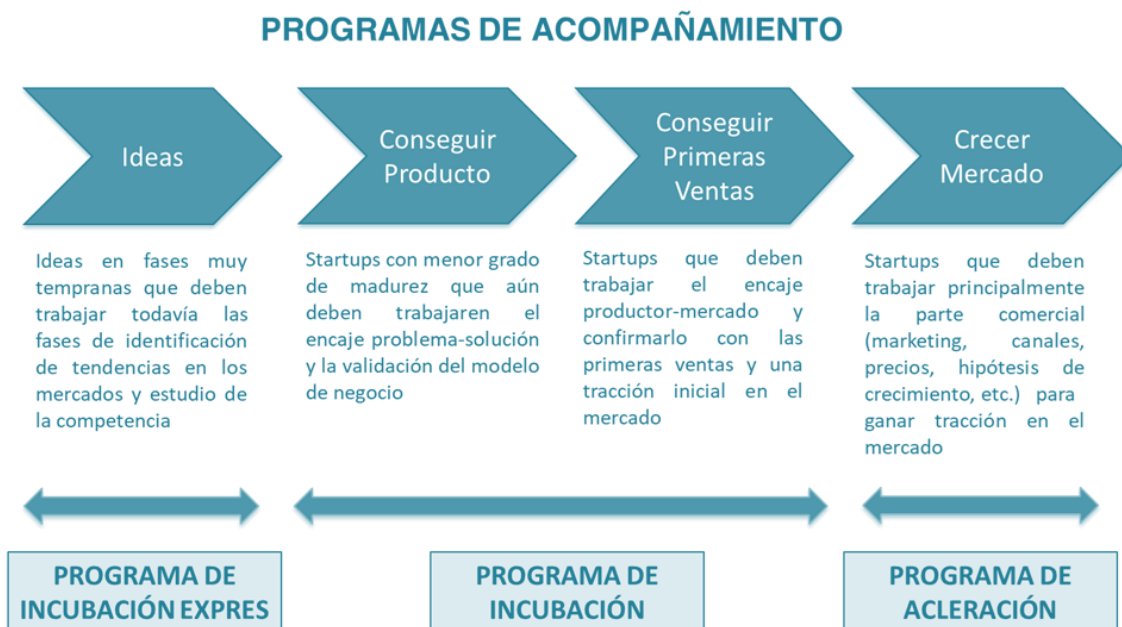 PROGRAMAS DE ACOMPAÑAMIENTO
Ideas
Conseguir
Producto
Conseguir
Primeras
Ventas
Crecer
Mercado
Ideas en fases muy
tempranas que deben
trabajar todavía las
fases de identificación
de tendencias en los
mercados y estudio de
la competencia
Startups con menor grado
de madurez que aún
deben trabajaren el
encaje problema-solución
y la validación del modelo
de negocio
Startups que deben
trabajar el encaje
productor-mercado y
confirmarlo con las
primeras ventas y una
tracción inicial en el
mercado
Startups que deben
trabajar principalmente
la parte comercial
(marketing, canales,
precios, hipótesis de
crecimiento, etc.) para
ganar tracción en el
mercado
PROGRAMA DE
INCUBACIÓN EXPRES
PROGRAMA DE
INCUBACIÓN
PROGRAMA DE
ACLERACIÓN